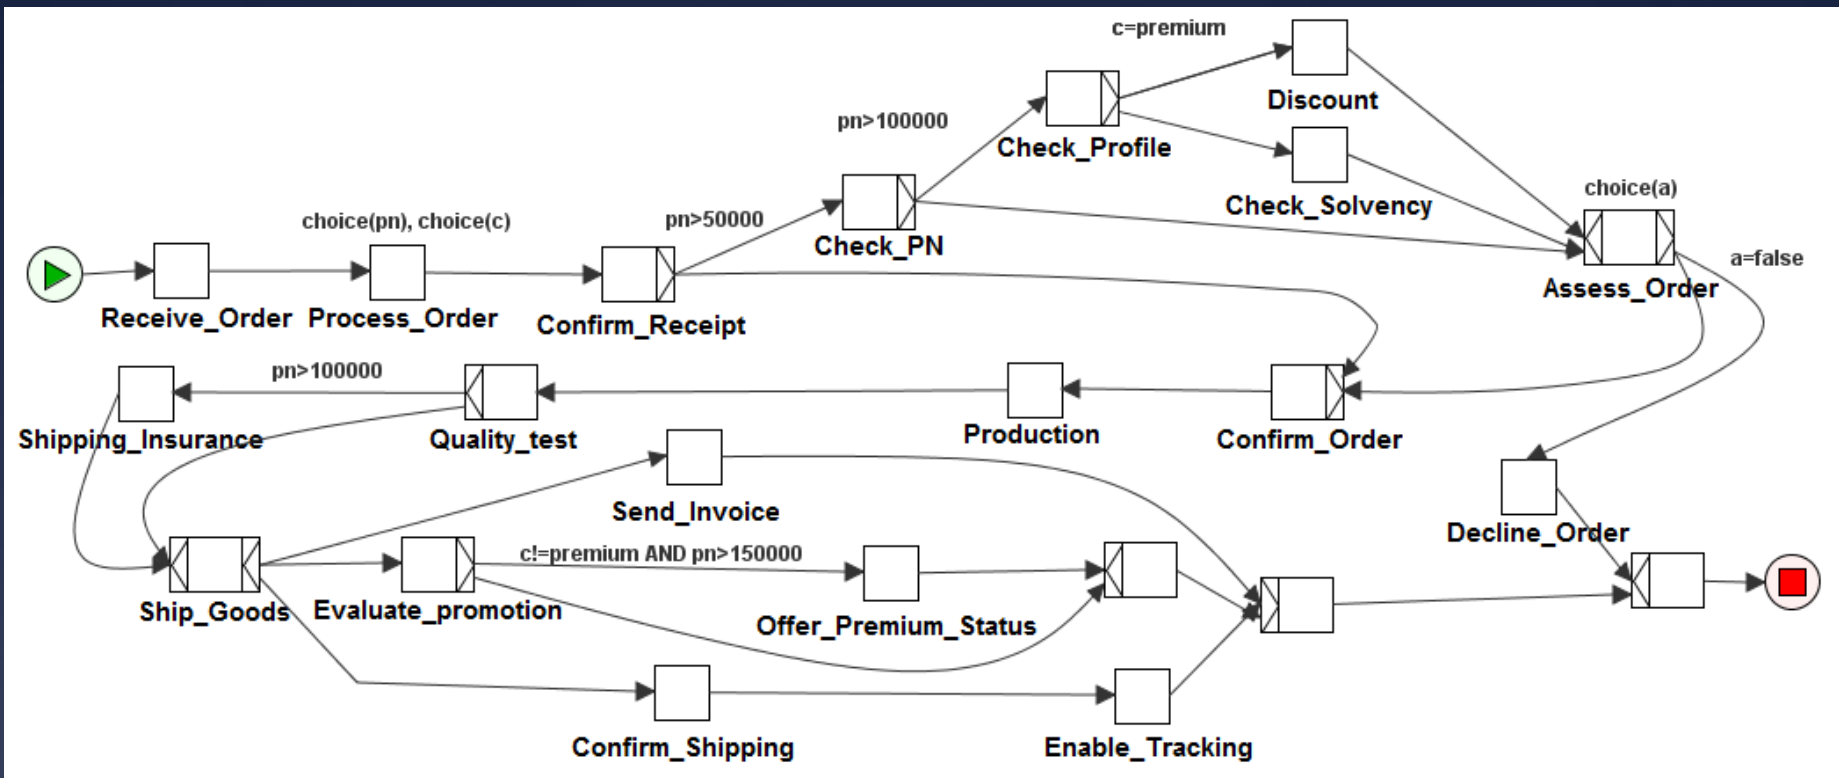 c=premium
Discount
pn>100000
Check_Profile
Check_Solvency
choice(a)
choice(pn), choice(c)
pn>50000
Check_PN
a=false
Assess_Order
Receive_Order
Process_Order
Confirm_Receipt
pn>100000
Shipping_Insurance
Quality_test
Production
Confirm_Order
Send_Invoice
Decline_Order
c!=premium AND pn>150000
Ship_Goods
Evaluate_promotion
Offer_Premium_Status
Confirm_Shipping
Enable_Tracking